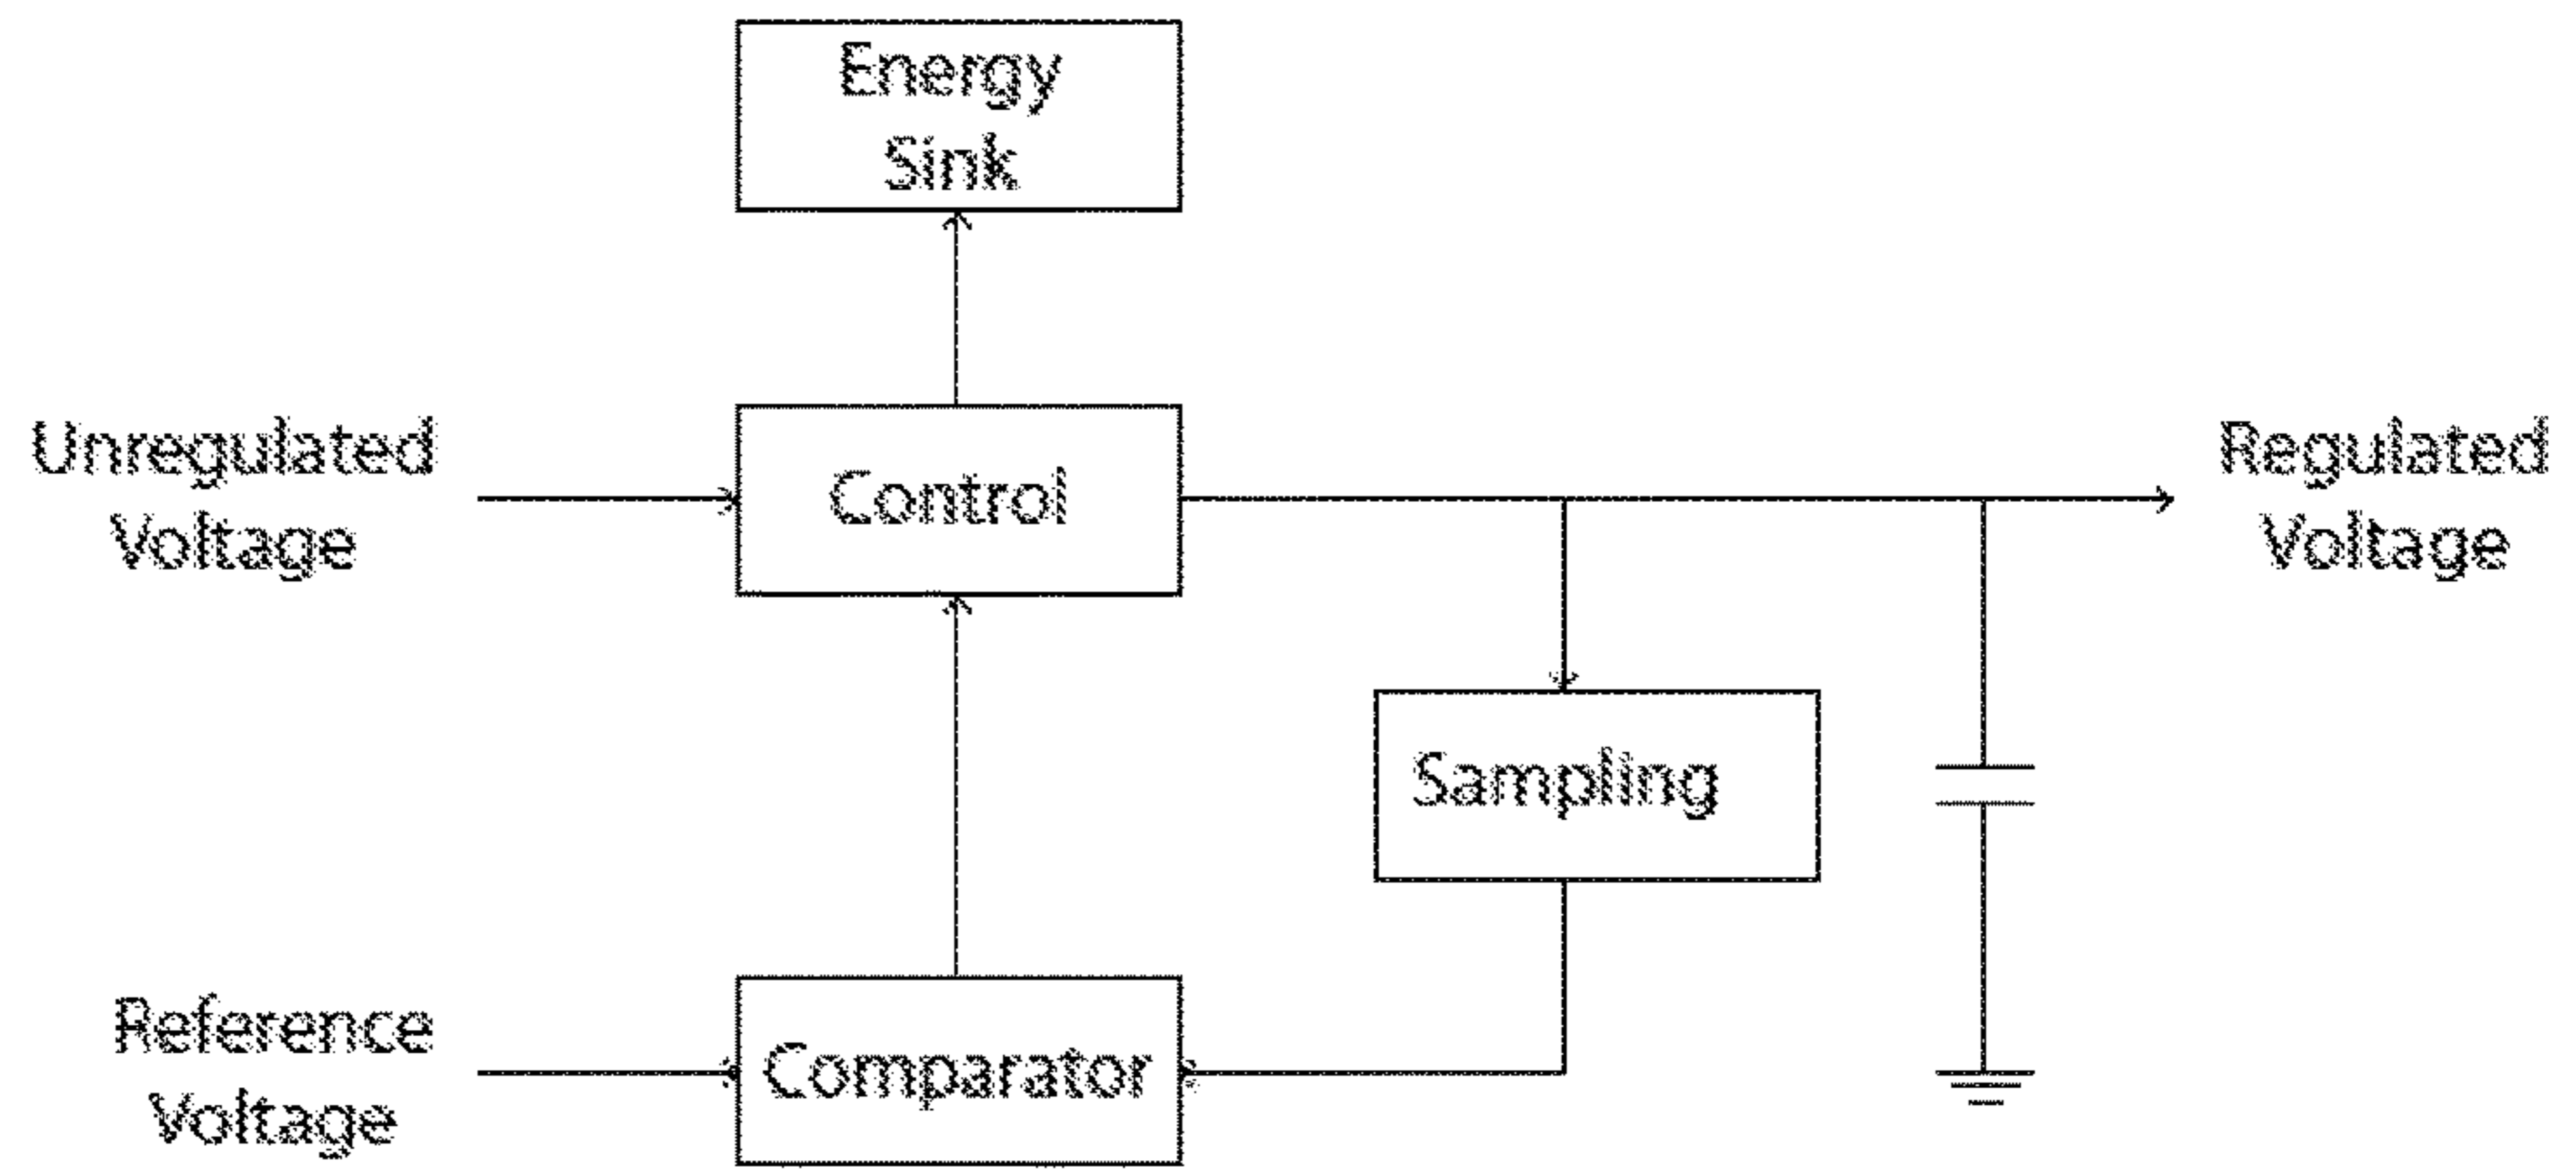 Energy
Sink
Unregulated
Voltage
Control
Regulated
Voltage
Sampling
Reference
Voltage
Comparator